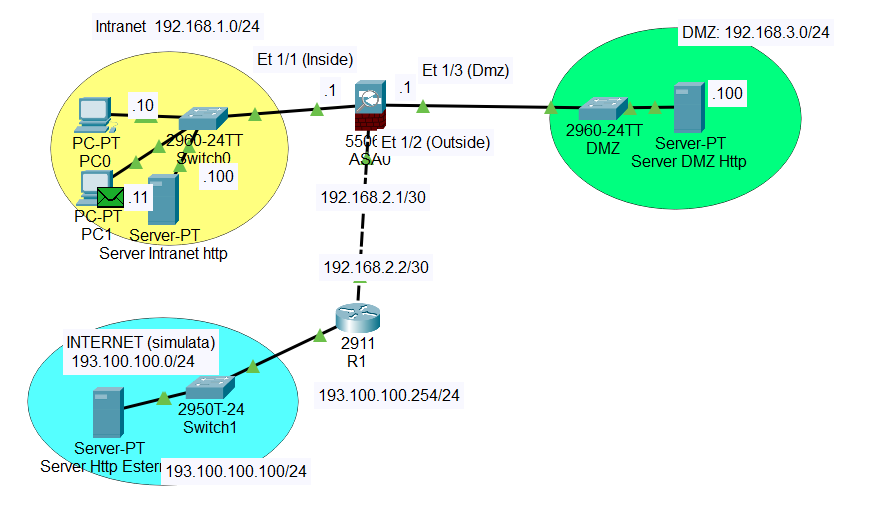 Intranet 192.168.1.0/24
DMZ: 192.168.3.0/24
Et 1/1 (Inside)
Et 1/3 (Dmz)
.1
.1
.10
.100
2960-24TT
Switch0
PC-PT
PC0
Et 1/2 (Outside)
2960-24TT
DMZ
Server-PT
Server DMZ Http
.100
.11
PC-PT
PC1
Server-PT
Server Intranet http
192.168.2.1/30
192.168.2.2/30
2911
R1
INTERNET (simulata)
193.100.100.0/24
193.100.100.254/24
2950T-24
Switch1
Server-PT
Server Http
193.100.100.100/24